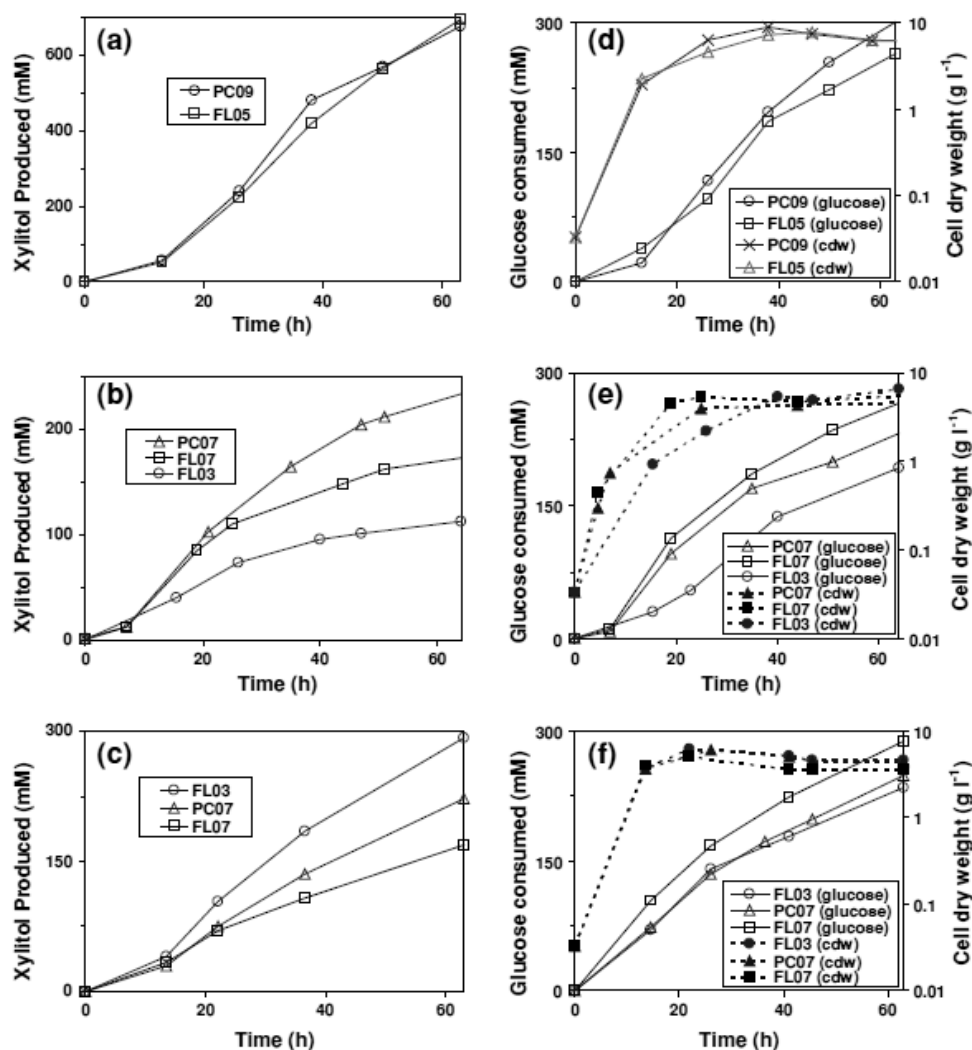 (a)
Xylitol Produced (mM)
600
400
200
0
PC09
FL05
0 20 40 60
Time (h)
(d)
Glucose consumed (mM)
300
150
0
Cell dry weight (g l⁻¹)
10
1
0.1
0.01
PC09 (glucose)
FL05 (glucose)
PC09 (cdw)
FL05 (cdw)
0 20 40 60
Time (h)
(b)
Xylitol Produced (mM)
200
100
0
PC07
FL07
FL03
0 20 40 60
Time (h)
(e)
Glucose consumed (mM)
300
150
0
Cell dry weight (g l⁻¹)
10
1
0.1
0.01
PC07 (glucose)
FL07 (glucose)
FL03 (glucose)
PC07 (cdw)
FL07 (cdw)
FL03 (cdw)
0 20 40 60
Time (h)
(c)
Xylitol Produced (mM)
300
150
0
FL03
PC07
FL07
0 20 40 60
Time (h)
(f)
Glucose consumed (mM)
300
150
0
Cell dry weight (g l⁻¹)
10
1
0.1
0.01
FL03 (glucose)
PC07 (glucose)
FL07 (glucose)
FL03 (cdw)
PC07 (cdw)
FL07 (cdw)
0 20 40 60
Time (h)